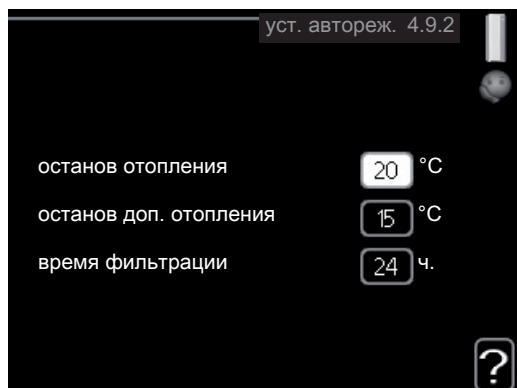 уст. автореж. 4.9.2
останов отопления 20 °C
останов доп. отопления 15 °C
время фильтрации 24 ч.
?